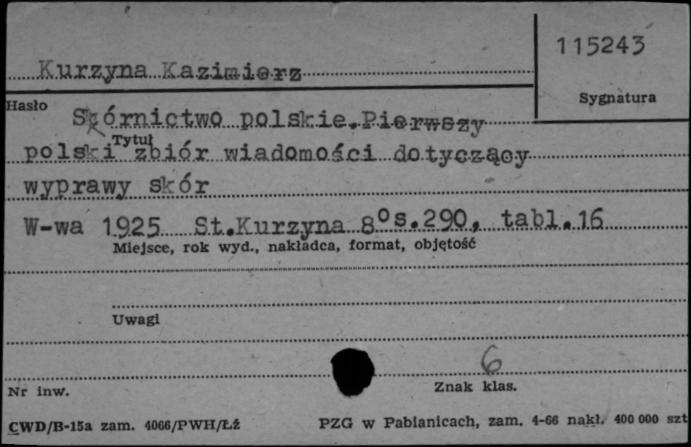 115243
Kurzyna Kazimierz
Sygnatura
Hasło
Skórnictwo polskie.Pierwszy
Tytuł
polski zbiór wiadomości dotyczący
wyprawy skór
W-wa 1925 St.Kurzyna 8°s.290, tabl.16
Miejsce, rok wyd., nakładca, format, objętość
Uwagi
6
Nr inw.
Znak klas.
CWD/B-15a zam. 4066/PWH/Łź
PZG w Pabianicach, zam. 4-66 nakł. 400 000 szt